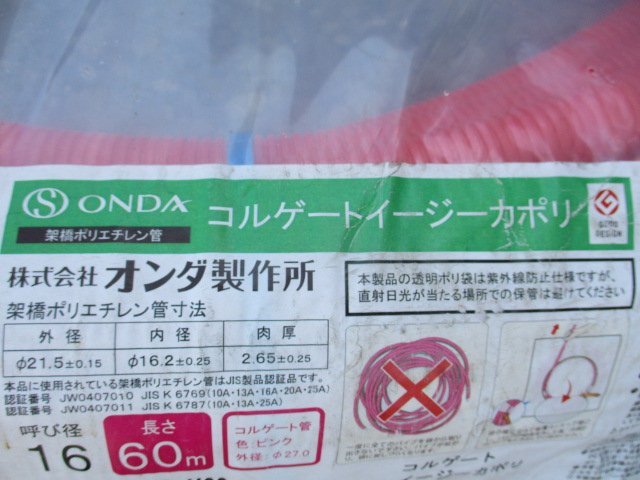 S ONDA コルゲートイージーカポリ
架橋ポリエチレン管
GOOD DESIGN
株式会社 オンダ製作所
本製品の透明ポリ袋は紫外線防止仕様ですが、
直射日光が当たる場所での保管は避けてください
架橋ポリエチレン管寸法
外径 内径 肉厚
φ21.5±0.15 φ16.2±0.25 2.65±0.25
本品に使用されている架橋ポリエチレン管はJIS製品認証品です。
認証番号 JW0407010 JIS K 6769(10A・13A・16A・20A・25A)
認証番号 JW0407011 JIS K 6787(10A・13A・25A)
呼び径
16
長さ
60m
コルゲート管
色:ピンク
外径:φ27.0
コルゲート
イージーカポリ